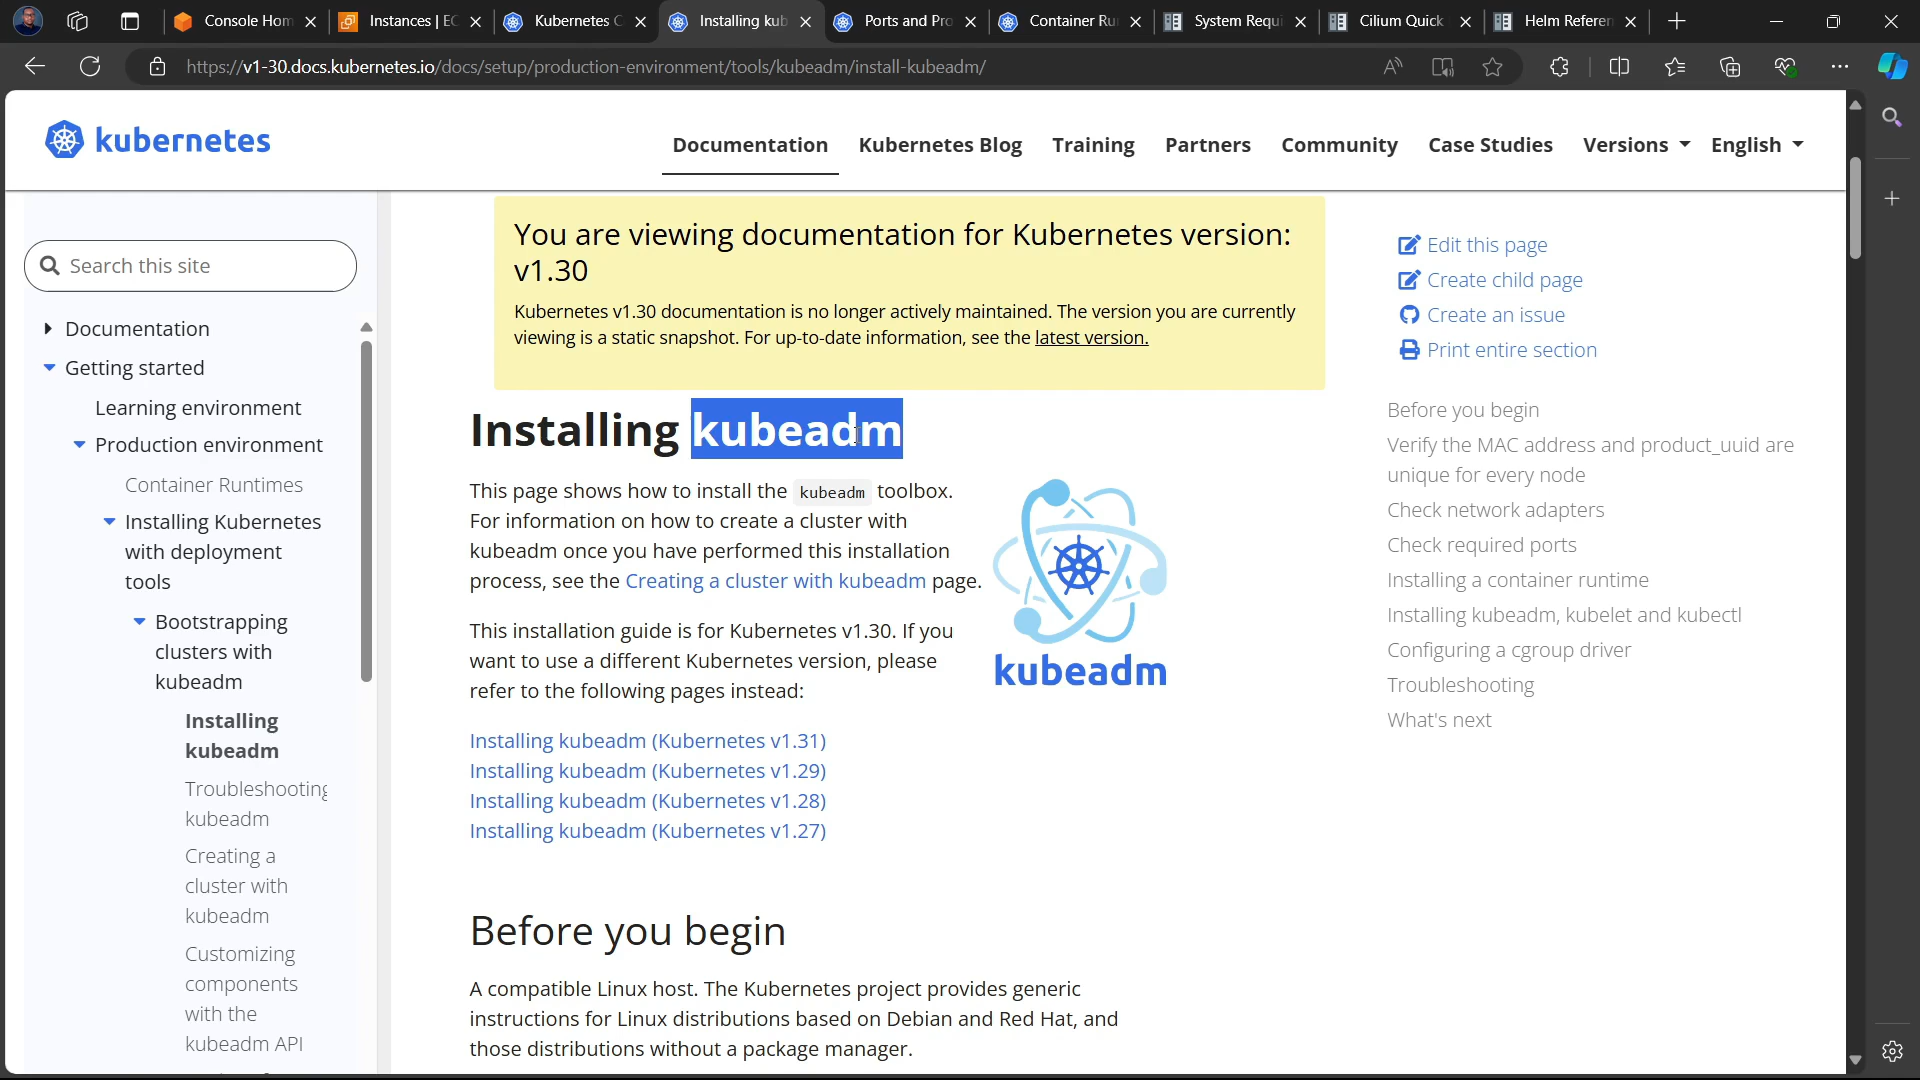 Console Hom
Instances | EC
Kubernetes C
Installing kub
Ports and Pro
Container Ru
System Requi
Cilium Quick
Helm Referen
https://v1-30.docs.kubernetes.io/docs/setup/production-environment/tools/kubeadm/install-kubeadm/
kubernetes
Documentation
Kubernetes Blog
Training
Partners
Community
Case Studies
Versions
English
Search this site
Documentation
Getting started
Learning environment
Production environment
Container Runtimes
Installing Kubernetes
with deployment
tools
Bootstrapping
clusters with
kubeadm
Installing
kubeadm
Troubleshooting
kubeadm
Creating a
cluster with
kubeadm
Customizing
components
with the
kubeadm API
You are viewing documentation for Kubernetes version:
v1.30
Kubernetes v1.30 documentation is no longer actively maintained. The version you are currently
viewing is a static snapshot. For up-to-date information, see the latest version.
Installing kubeadm
This page shows how to install the kubeadm toolbox.
For information on how to create a cluster with
kubeadm once you have performed this installation
process, see the Creating a cluster with kubeadm page.
kubeadm
This installation guide is for Kubernetes v1.30. If you
want to use a different Kubernetes version, please
refer to the following pages instead:
Installing kubeadm (Kubernetes v1.31)
Installing kubeadm (Kubernetes v1.29)
Installing kubeadm (Kubernetes v1.28)
Installing kubeadm (Kubernetes v1.27)
Before you begin
A compatible Linux host. The Kubernetes project provides generic
instructions for Linux distributions based on Debian and Red Hat, and
those distributions without a package manager.
Edit this page
Create child page
Create an issue
Print entire section
Before you begin
Verify the MAC address and product_uuid are
unique for every node
Check network adapters
Check required ports
Installing a container runtime
Installing kubeadm, kubelet and kubectl
Configuring a cgroup driver
Troubleshooting
What's next